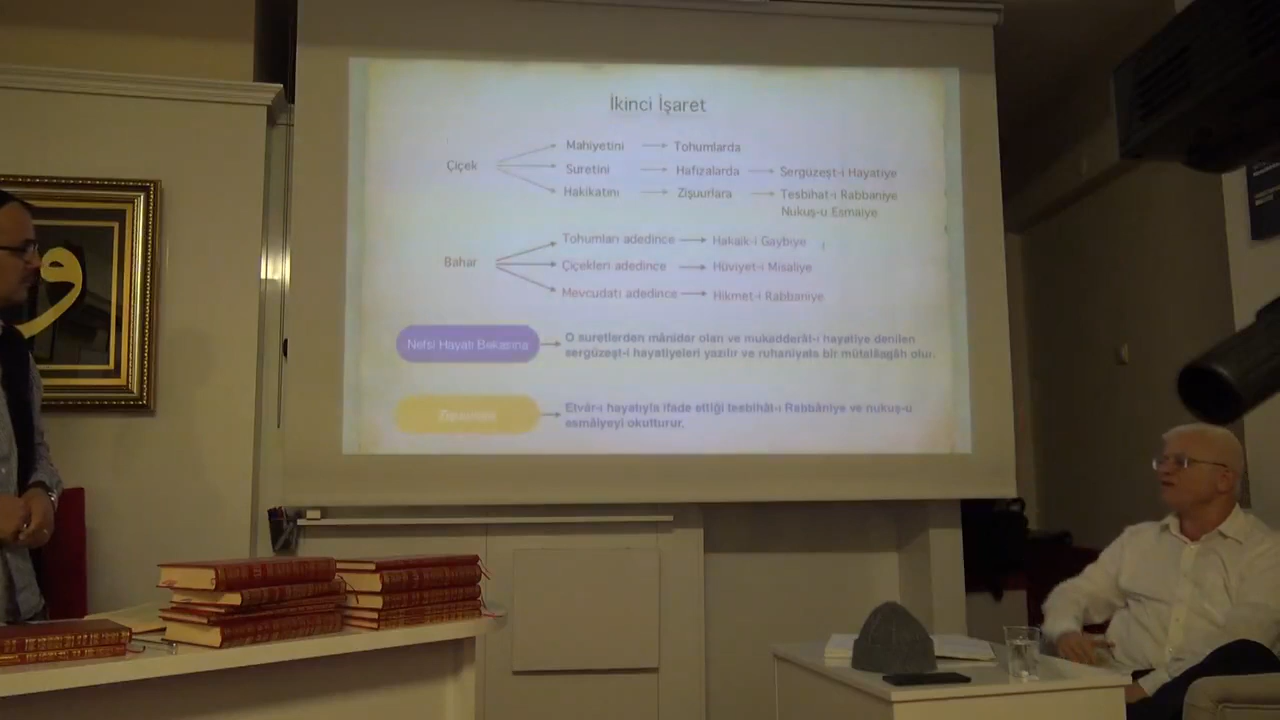 İkinci İşaret
Çiçek
Mahiyetini → Tohumlarda
Suretini → Hafızalarda → Sergüzeşt-i Hayatiye
Hakikatını → Zişuurlara → Tesbihat-ı Rabbaniye
Nukuş-u Esmaiye
Bahar
Tohumları adedince → Hakaik-i Gaybiye
Çiçekleri adedince → Hüviyet-i Misaliye
Mevcudatı adedince → Hikmet-i Rabbaniye
Nefsi Hayatı Bekasına
O suretlerden mânidar olan ve mukadderât-ı hayatiye denilen
sergüzeşt-i hayatiyeleri yazılır ve ruhaniyata bir mütalâagâh olur.
Etvâr-ı hayatıyla ifade ettiği tesbihât-ı Rabbâniye ve nukuş-u
esmâiyeyi okutturur.
و